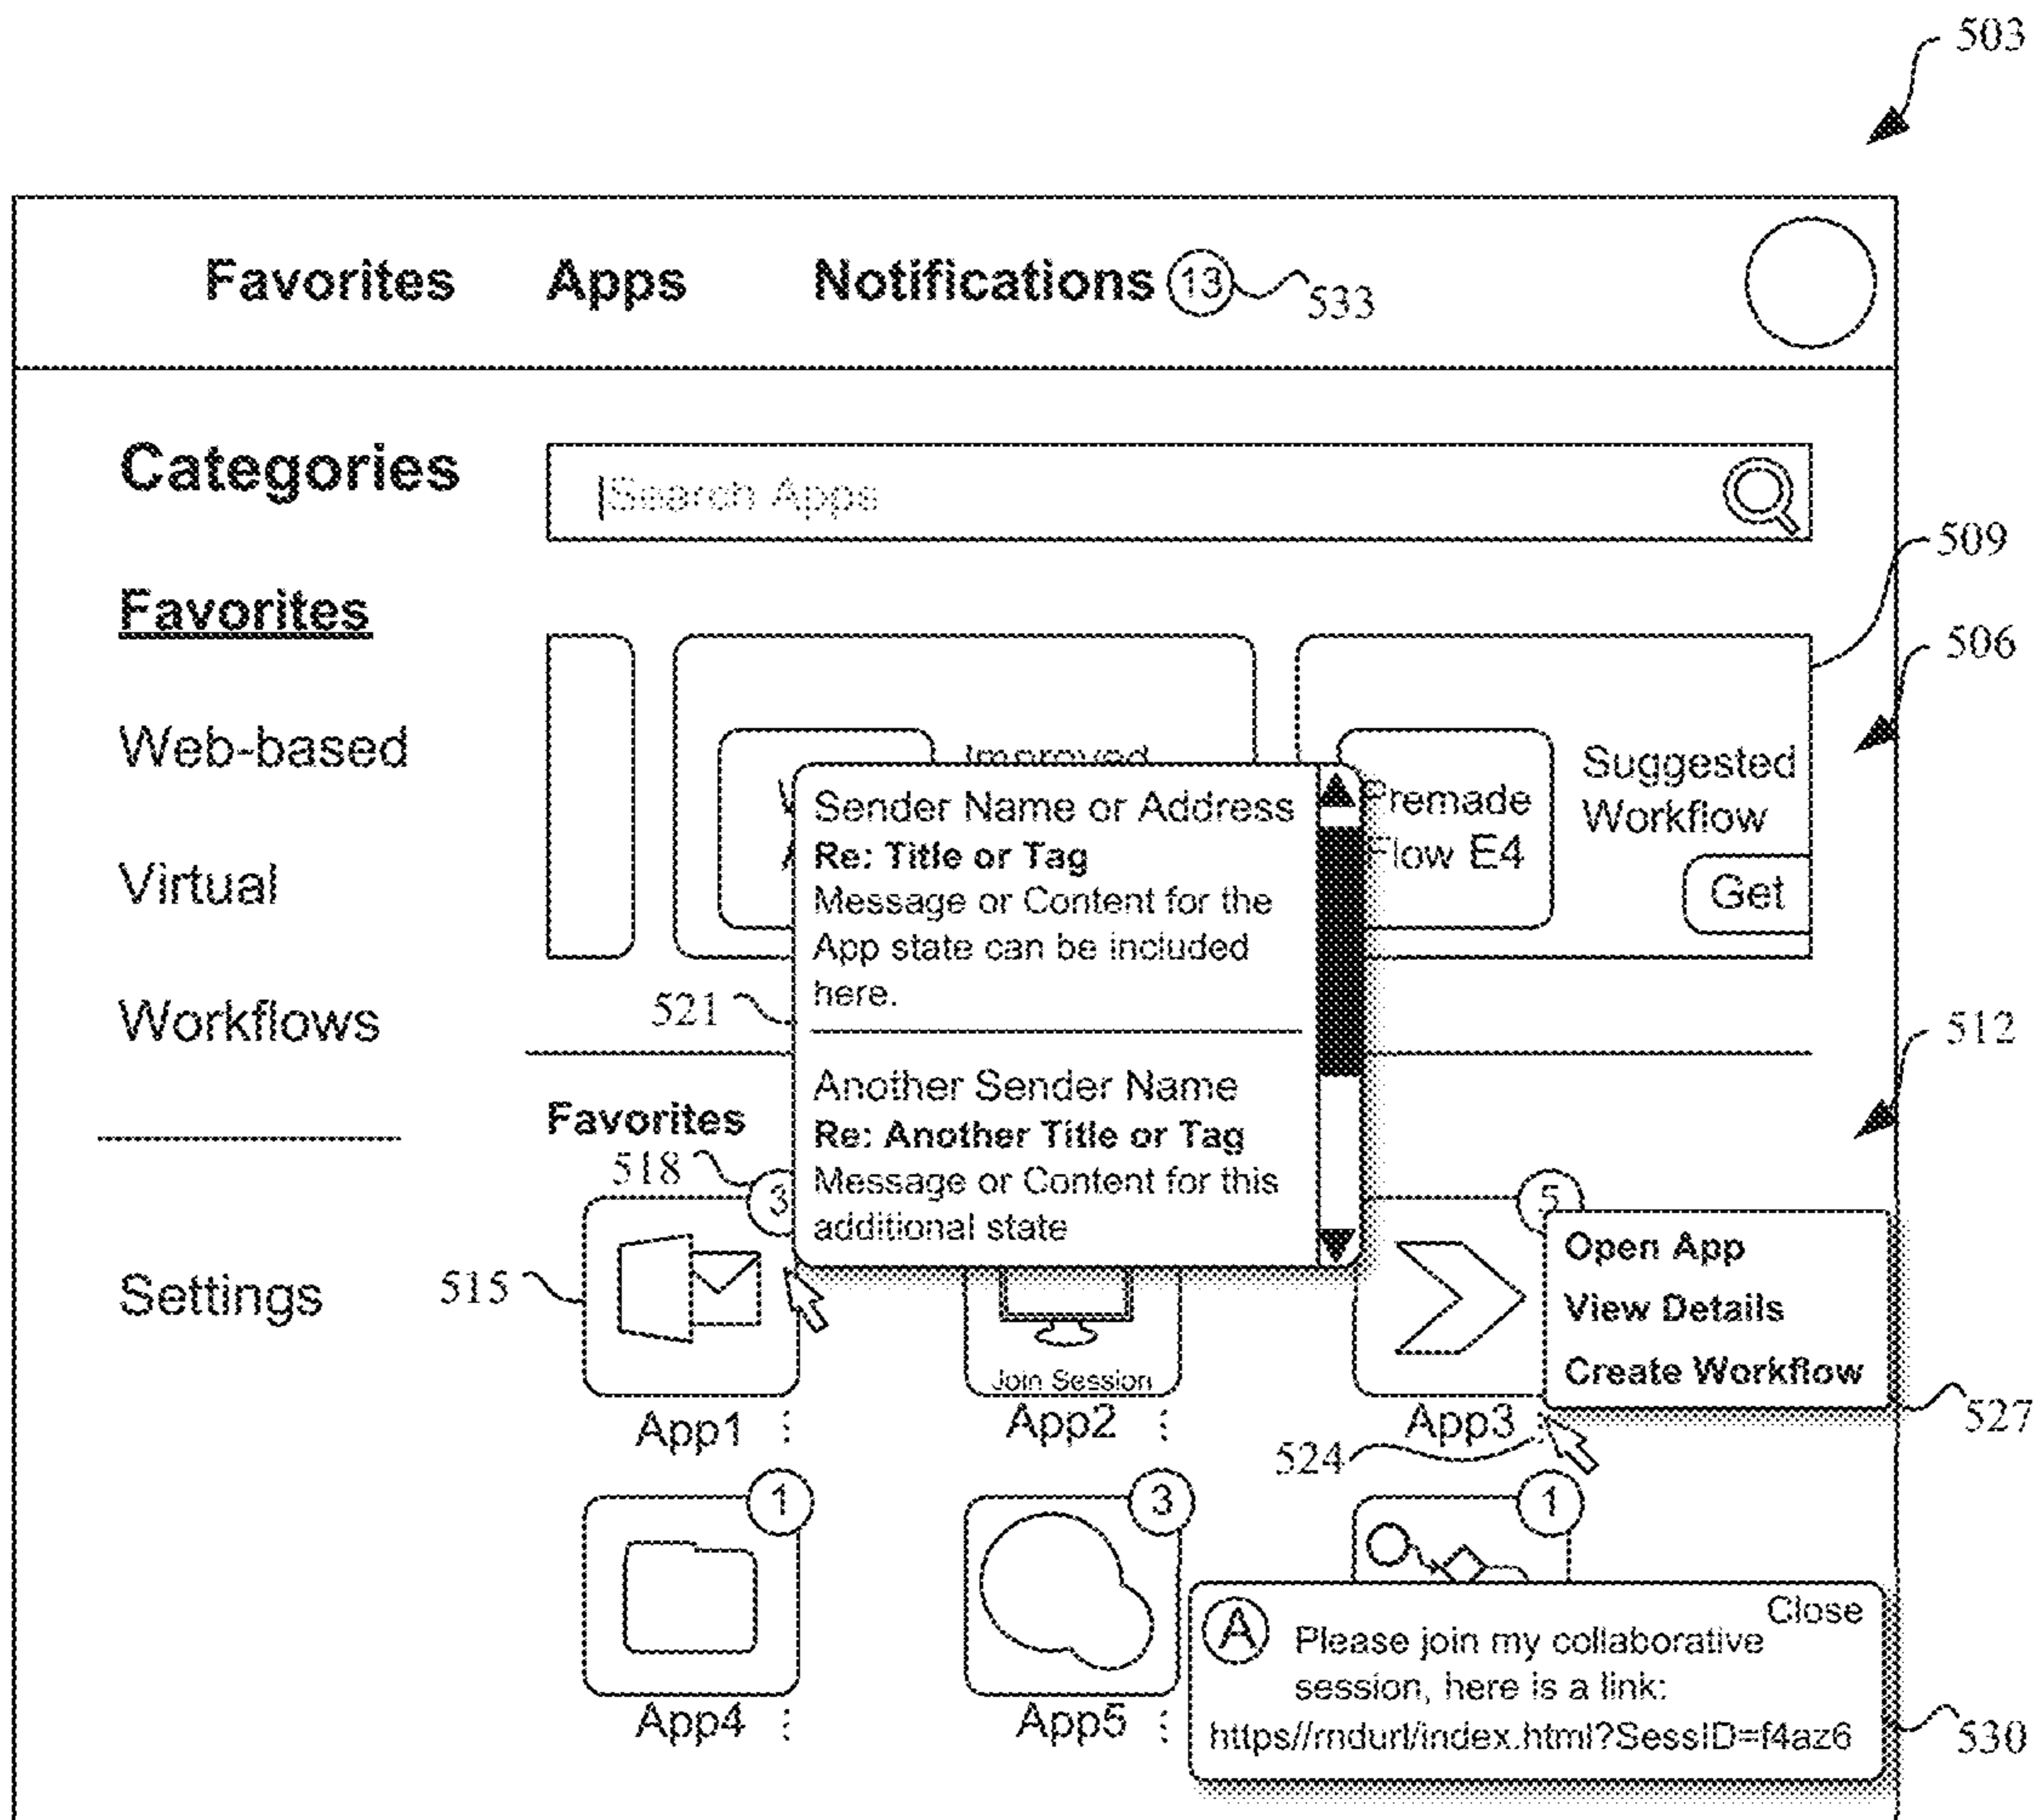 503
Favorites Apps Notifications 13 533
Categories
Search Apps
509
Favorites
506
Web-based
Improved
Suggested
Workflow
Premade
Flow E4
Get
Virtual
Workflows
Sender Name or Address
Re: Title or Tag
Message or Content for the
App state can be included
here.
521
Another Sender Name
Re: Another Title or Tag
Message or Content for this
additional state
512
Favorites
518
3
5
Settings
515
Open App
View Details
Create Workflow
527
Join Session
App1
App2
App3
524
1
3
1
Close
A
Please join my collaborative
session, here is a link:
https//rndurl/index.html?SessID=f4az6
530
App4
App5